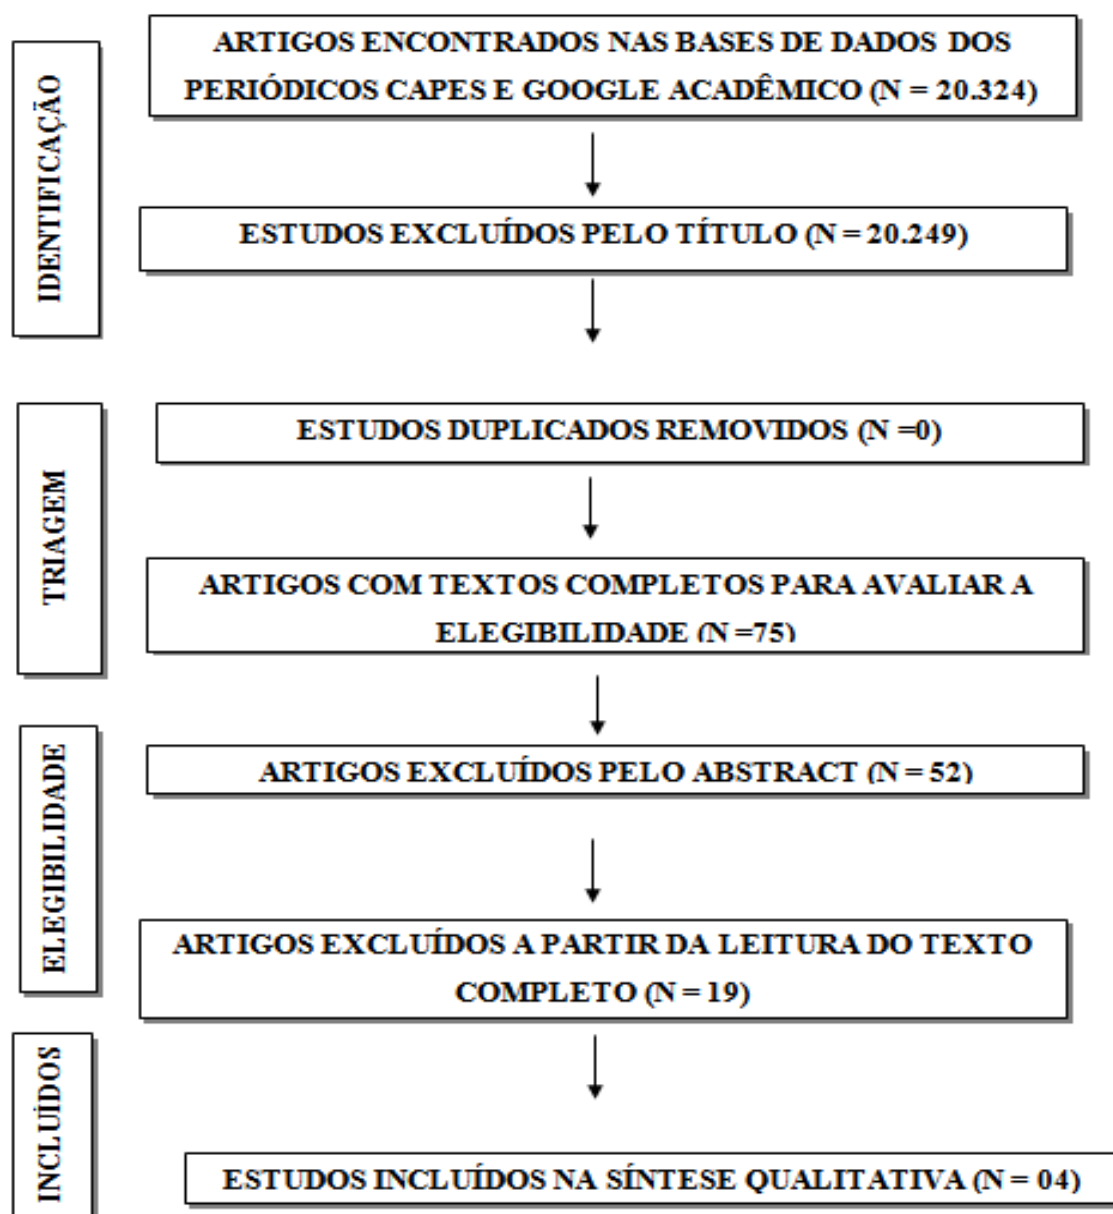 IDENTIFICAÇÃO
ARTIGOS ENCONTRADOS NAS BASES DE DADOS DOS
PERIÓDICOS CAPES E GOOGLE ACADÊMICO (N = 20.324)
ESTUDOS EXCLUÍDOS PELO TÍTULO (N = 20.249)
TRIAGEM
ESTUDOS DUPLICADOS REMOVIDOS (N =0)
ARTIGOS COM TEXTOS COMPLETOS PARA AVALIAR A
ELEGIBILIDADE (N =75)
ELEGIBILIDADE
ARTIGOS EXCLUÍDOS PELO ABSTRACT (N = 52)
ARTIGOS EXCLUÍDOS A PARTIR DA LEITURA DO TEXTO
COMPLETO (N = 19)
INCLUÍDOS
ESTUDOS INCLUÍDOS NA SÍNTESE QUALITATIVA (N = 04)